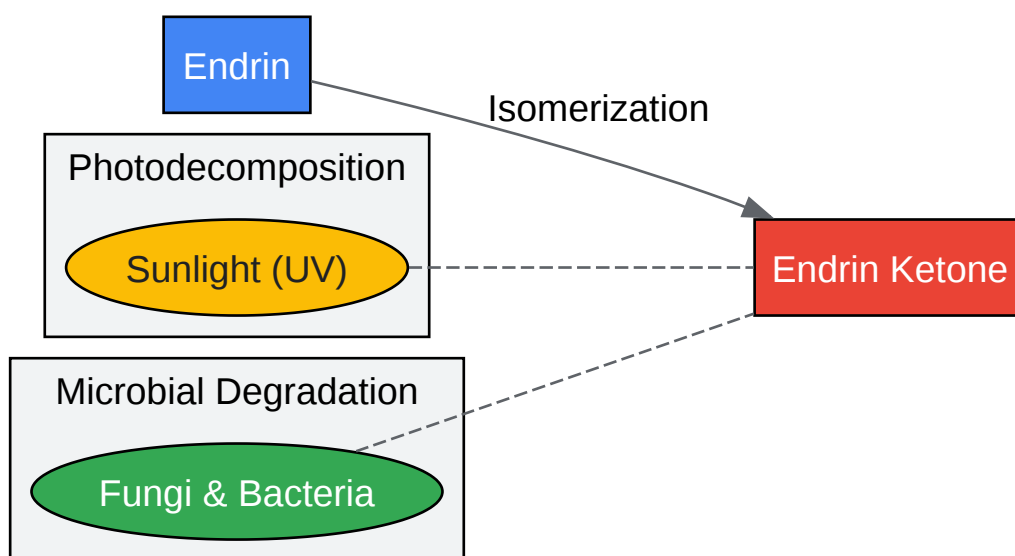 Endrin
Isomerization
Photodecomposition
Sunlight (UV)
Endrin Ketone
Microbial Degradation
Fungi & Bacteria